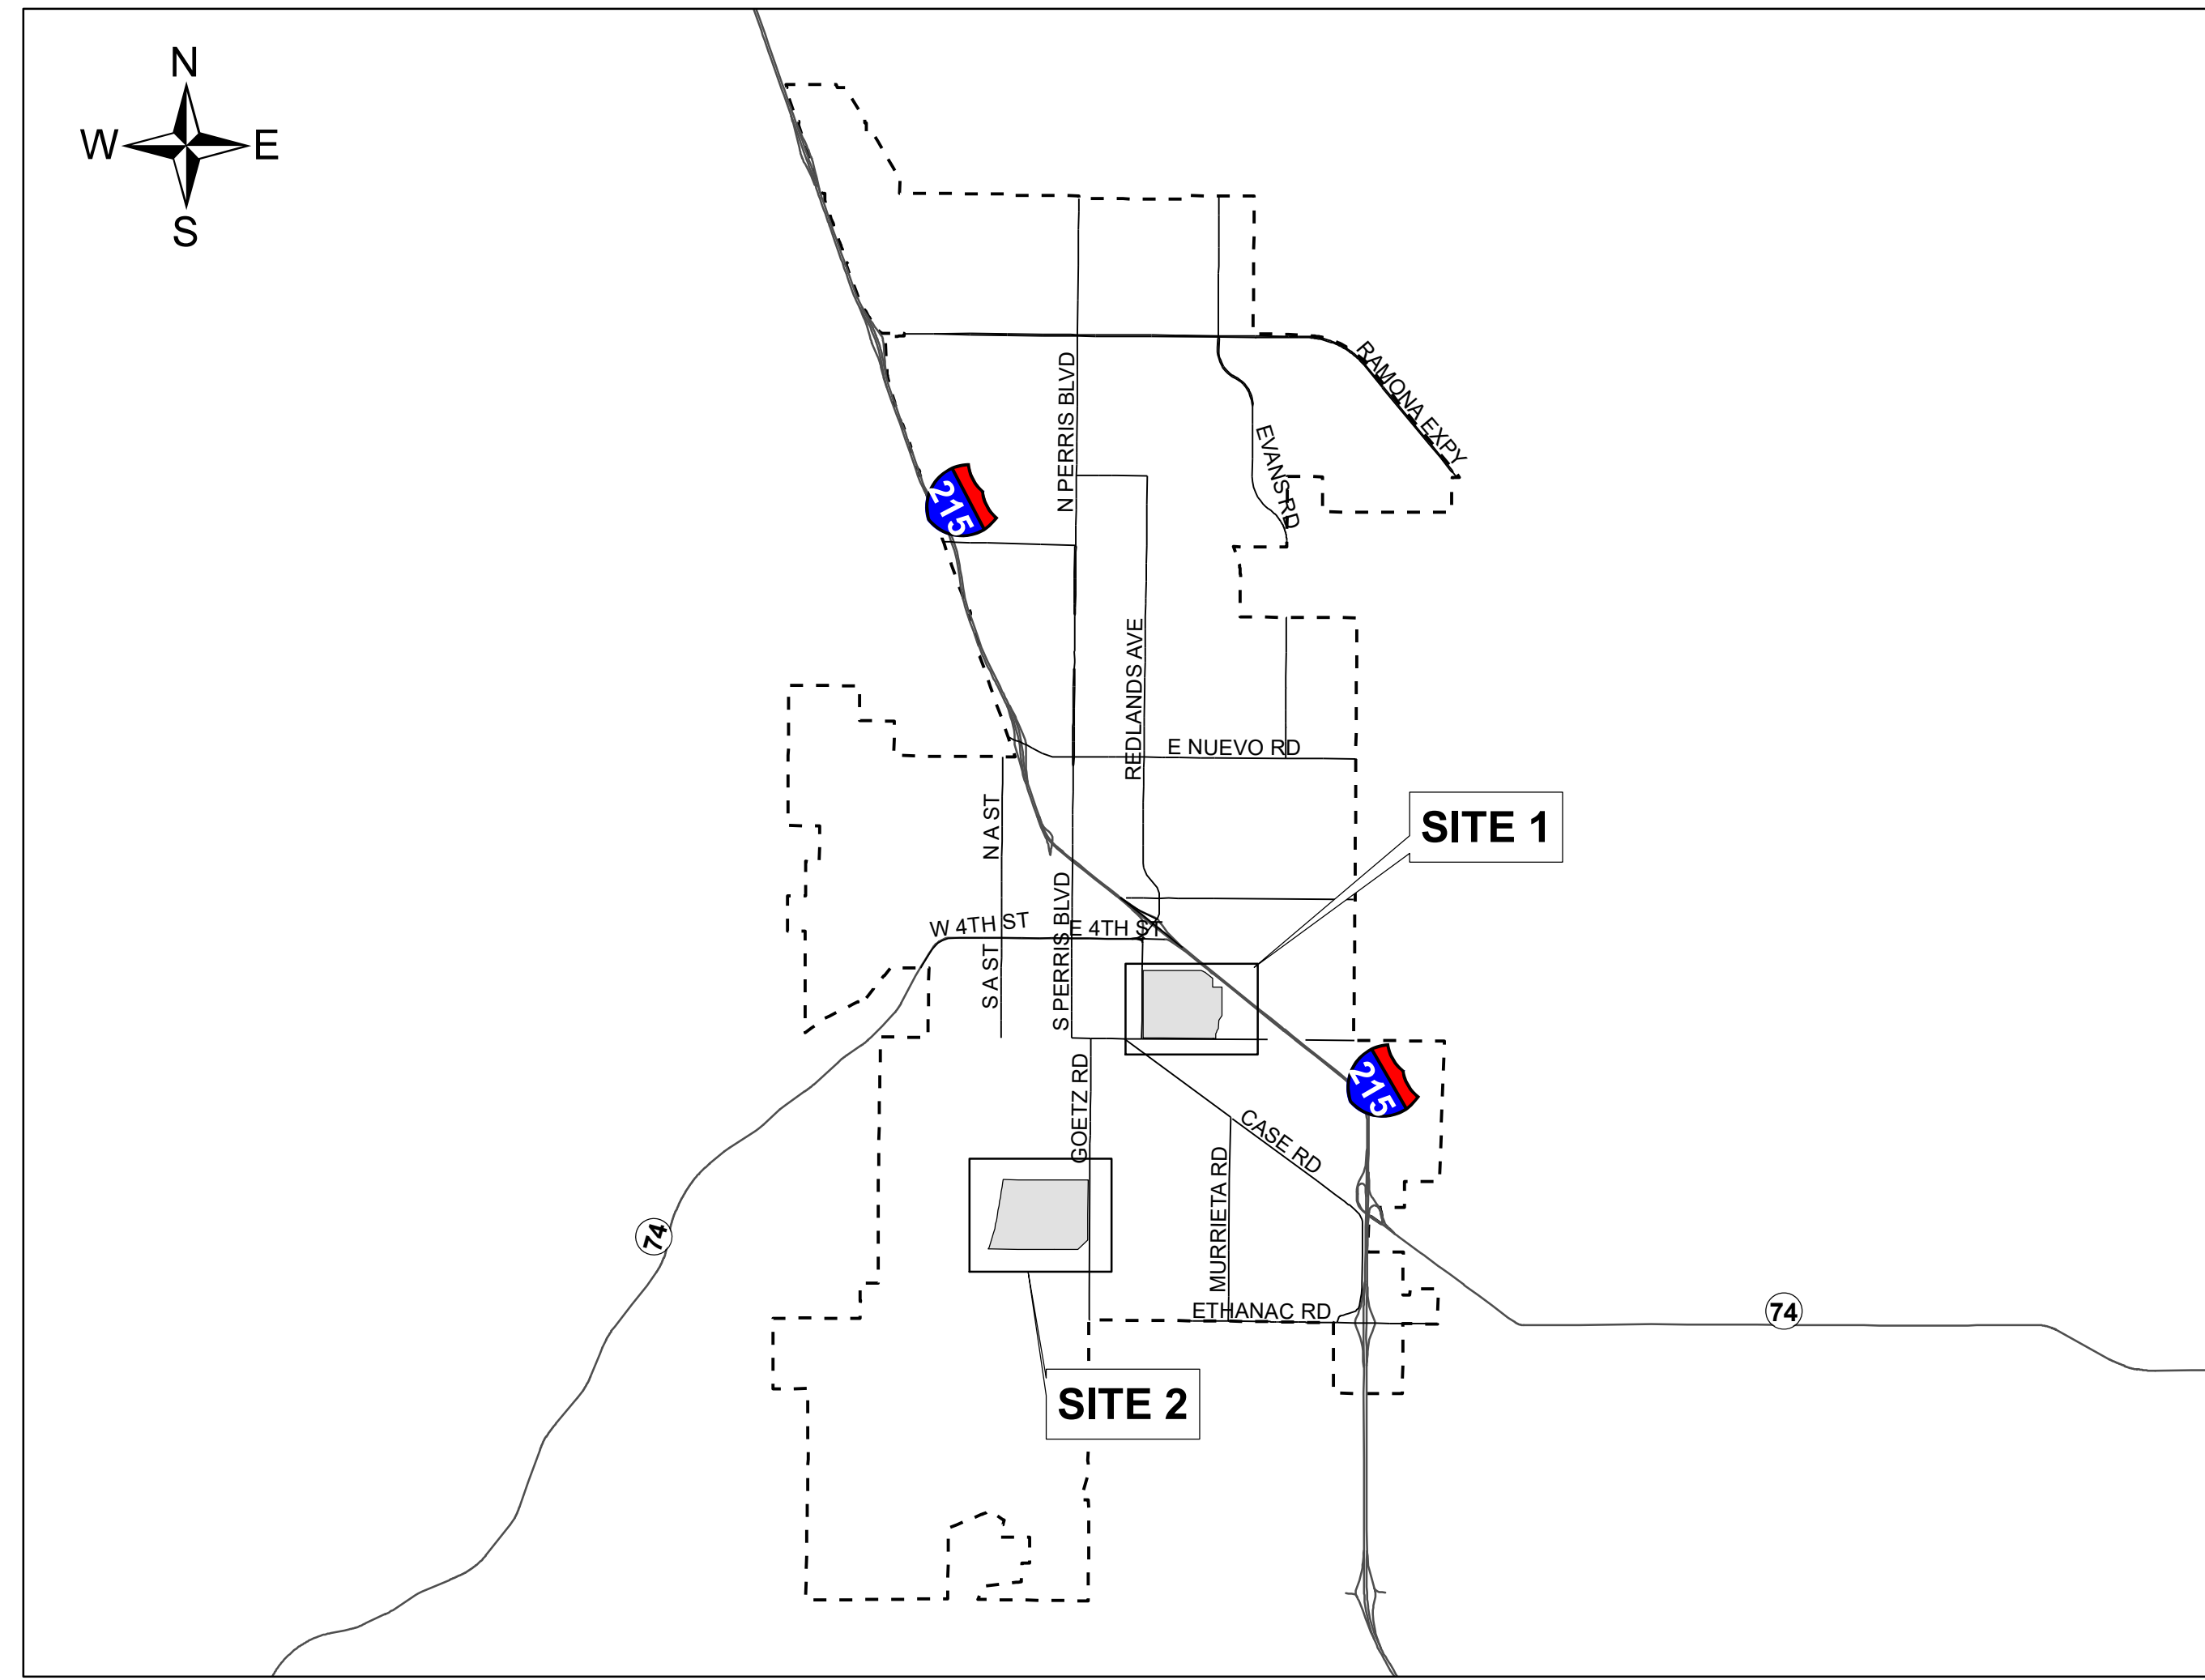 N
W
E
S
RAMONA EXPY
N PERRIS BLVD
EVANS RD
215
REDLANDS AVE
E NUEVO RD
N A ST
SITE 1
S PERRIS BLVD
W 4TH ST
E 4TH ST
S A ST
GOETZ RD
215
CASE RD
MURRIETA RD
74
ETHANAC RD
74
SITE 2